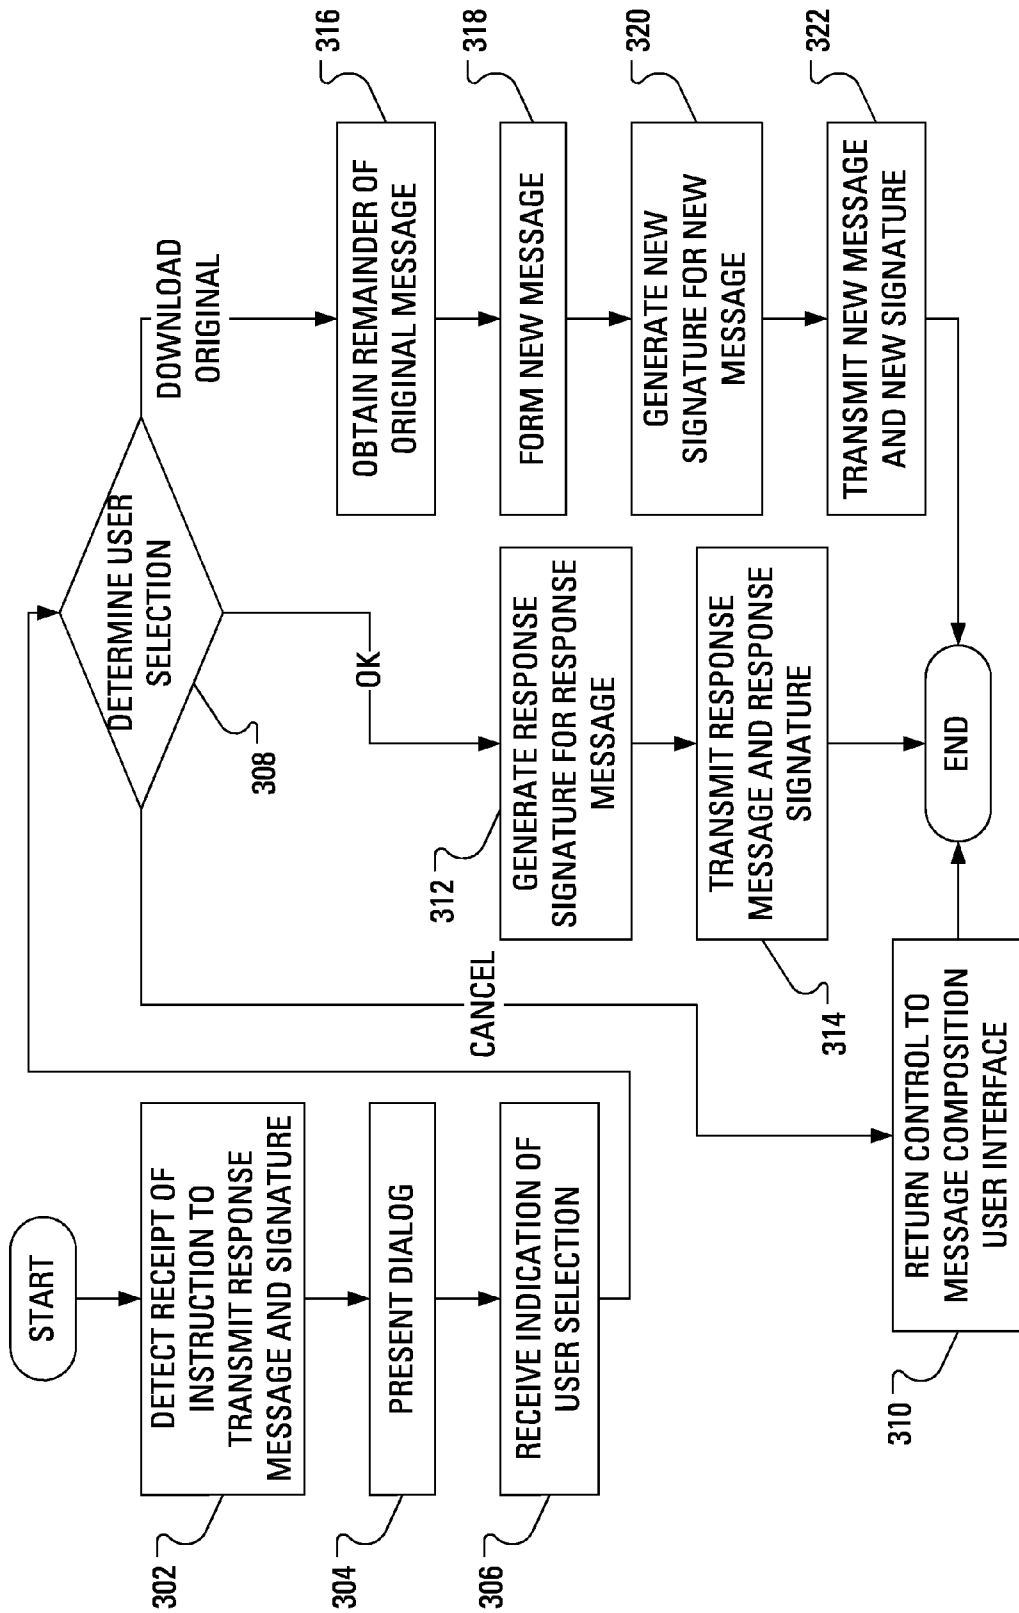 START
DETECT RECEIPT OF
INSTRUCTION TO
TRANSMIT RESPONSE
MESSAGE AND SIGNATURE
302
PRESENT DIALOG
304
RECEIVE INDICATION OF
USER SELECTION
306
DETERMINE USER
SELECTION
308
CANCEL
OK
DOWNLOAD
ORIGINAL
RETURN CONTROL TO
MESSAGE COMPOSITION
USER INTERFACE
310
GENERATE RESPONSE
SIGNATURE FOR RESPONSE
MESSAGE
312
TRANSMIT RESPONSE
MESSAGE AND RESPONSE
SIGNATURE
314
OBTAIN REMAINDER OF
ORIGINAL MESSAGE
316
FORM NEW MESSAGE
318
GENERATE NEW
SIGNATURE FOR NEW
MESSAGE
320
TRANSMIT NEW MESSAGE
AND NEW SIGNATURE
322
END